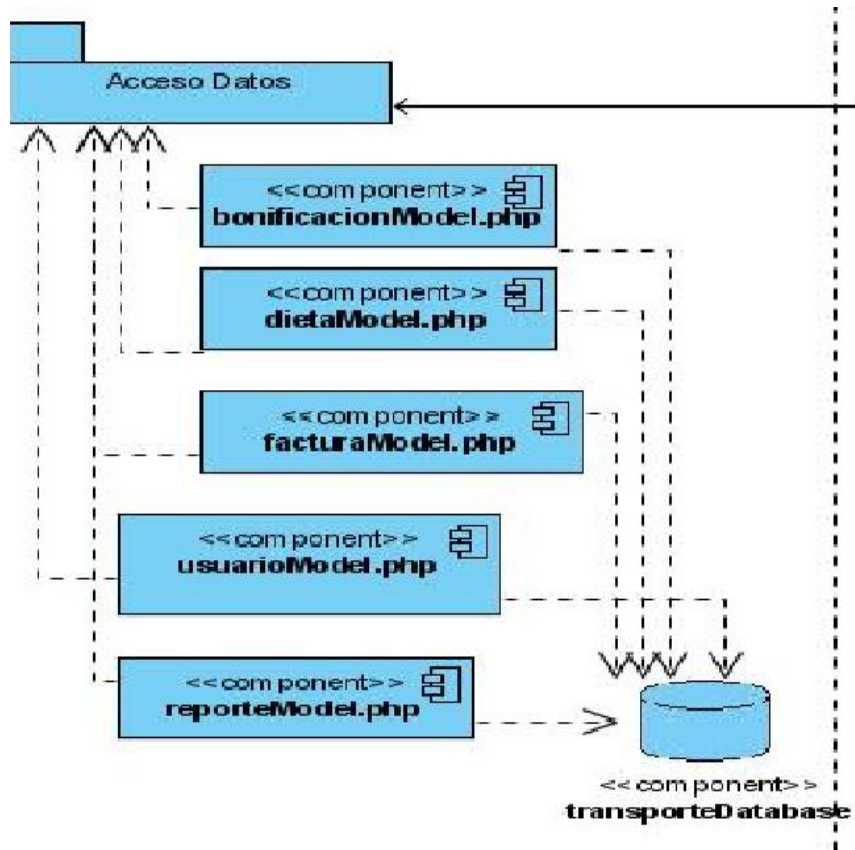 Acceso Datos
<<component>>
bonificacionModel.php
<<component>>
dietaModel.php
<<component>>
facturaModel.php
<<component>>
usuarioModel.php
<<component>>
reporteModel.php
<<component>>
transporteDatabase